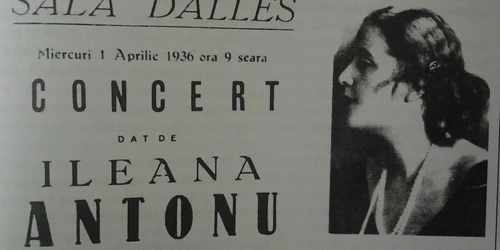 SALA DALLES
Miercuri 1 Aprilie 1936 ora 9 seara
CONCERT
DAT DE
ILEANA
ANTONU